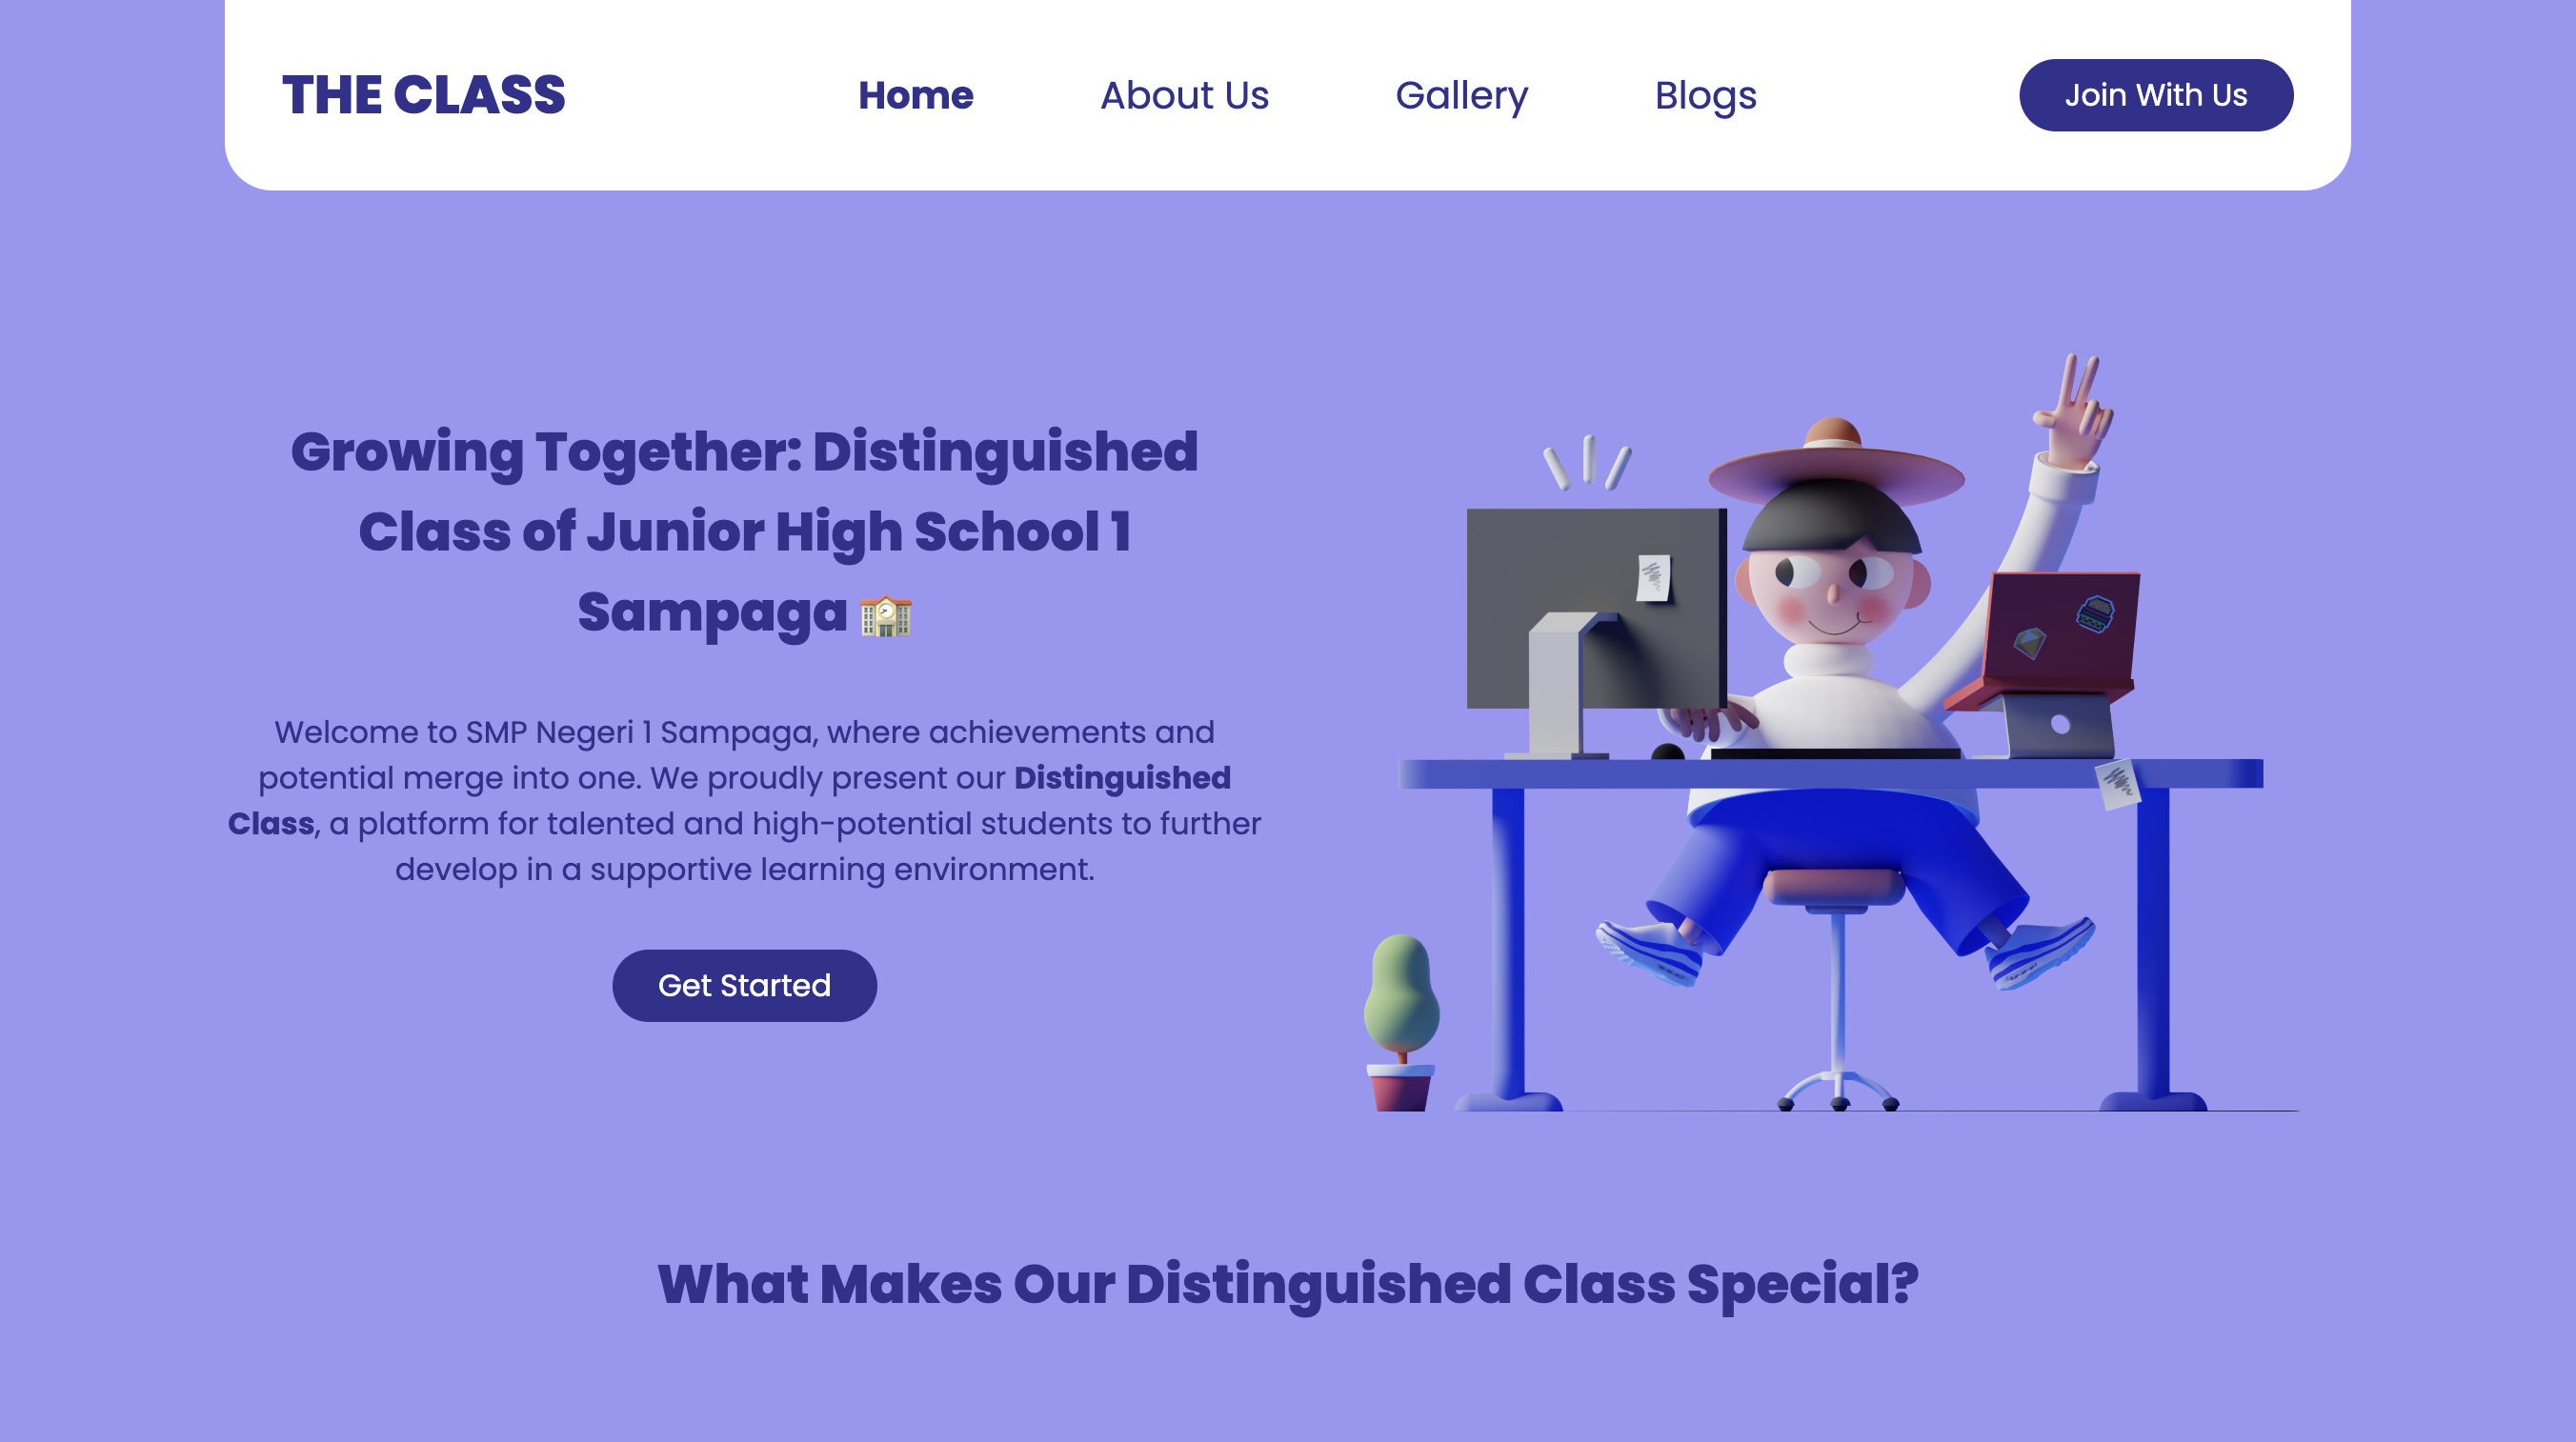 THE CLASS
Home
About Us
Gallery
Blogs
Join With Us
Growing Together: Distinguished
Class of Junior High School 1
Sampaga 🏫
Welcome to SMP Negeri 1 Sampaga, where achievements and
potential merge into one. We proudly present our Distinguished
Class, a platform for talented and high-potential students to further
develop in a supportive learning environment.
Get Started
What Makes Our Distinguished Class Special?